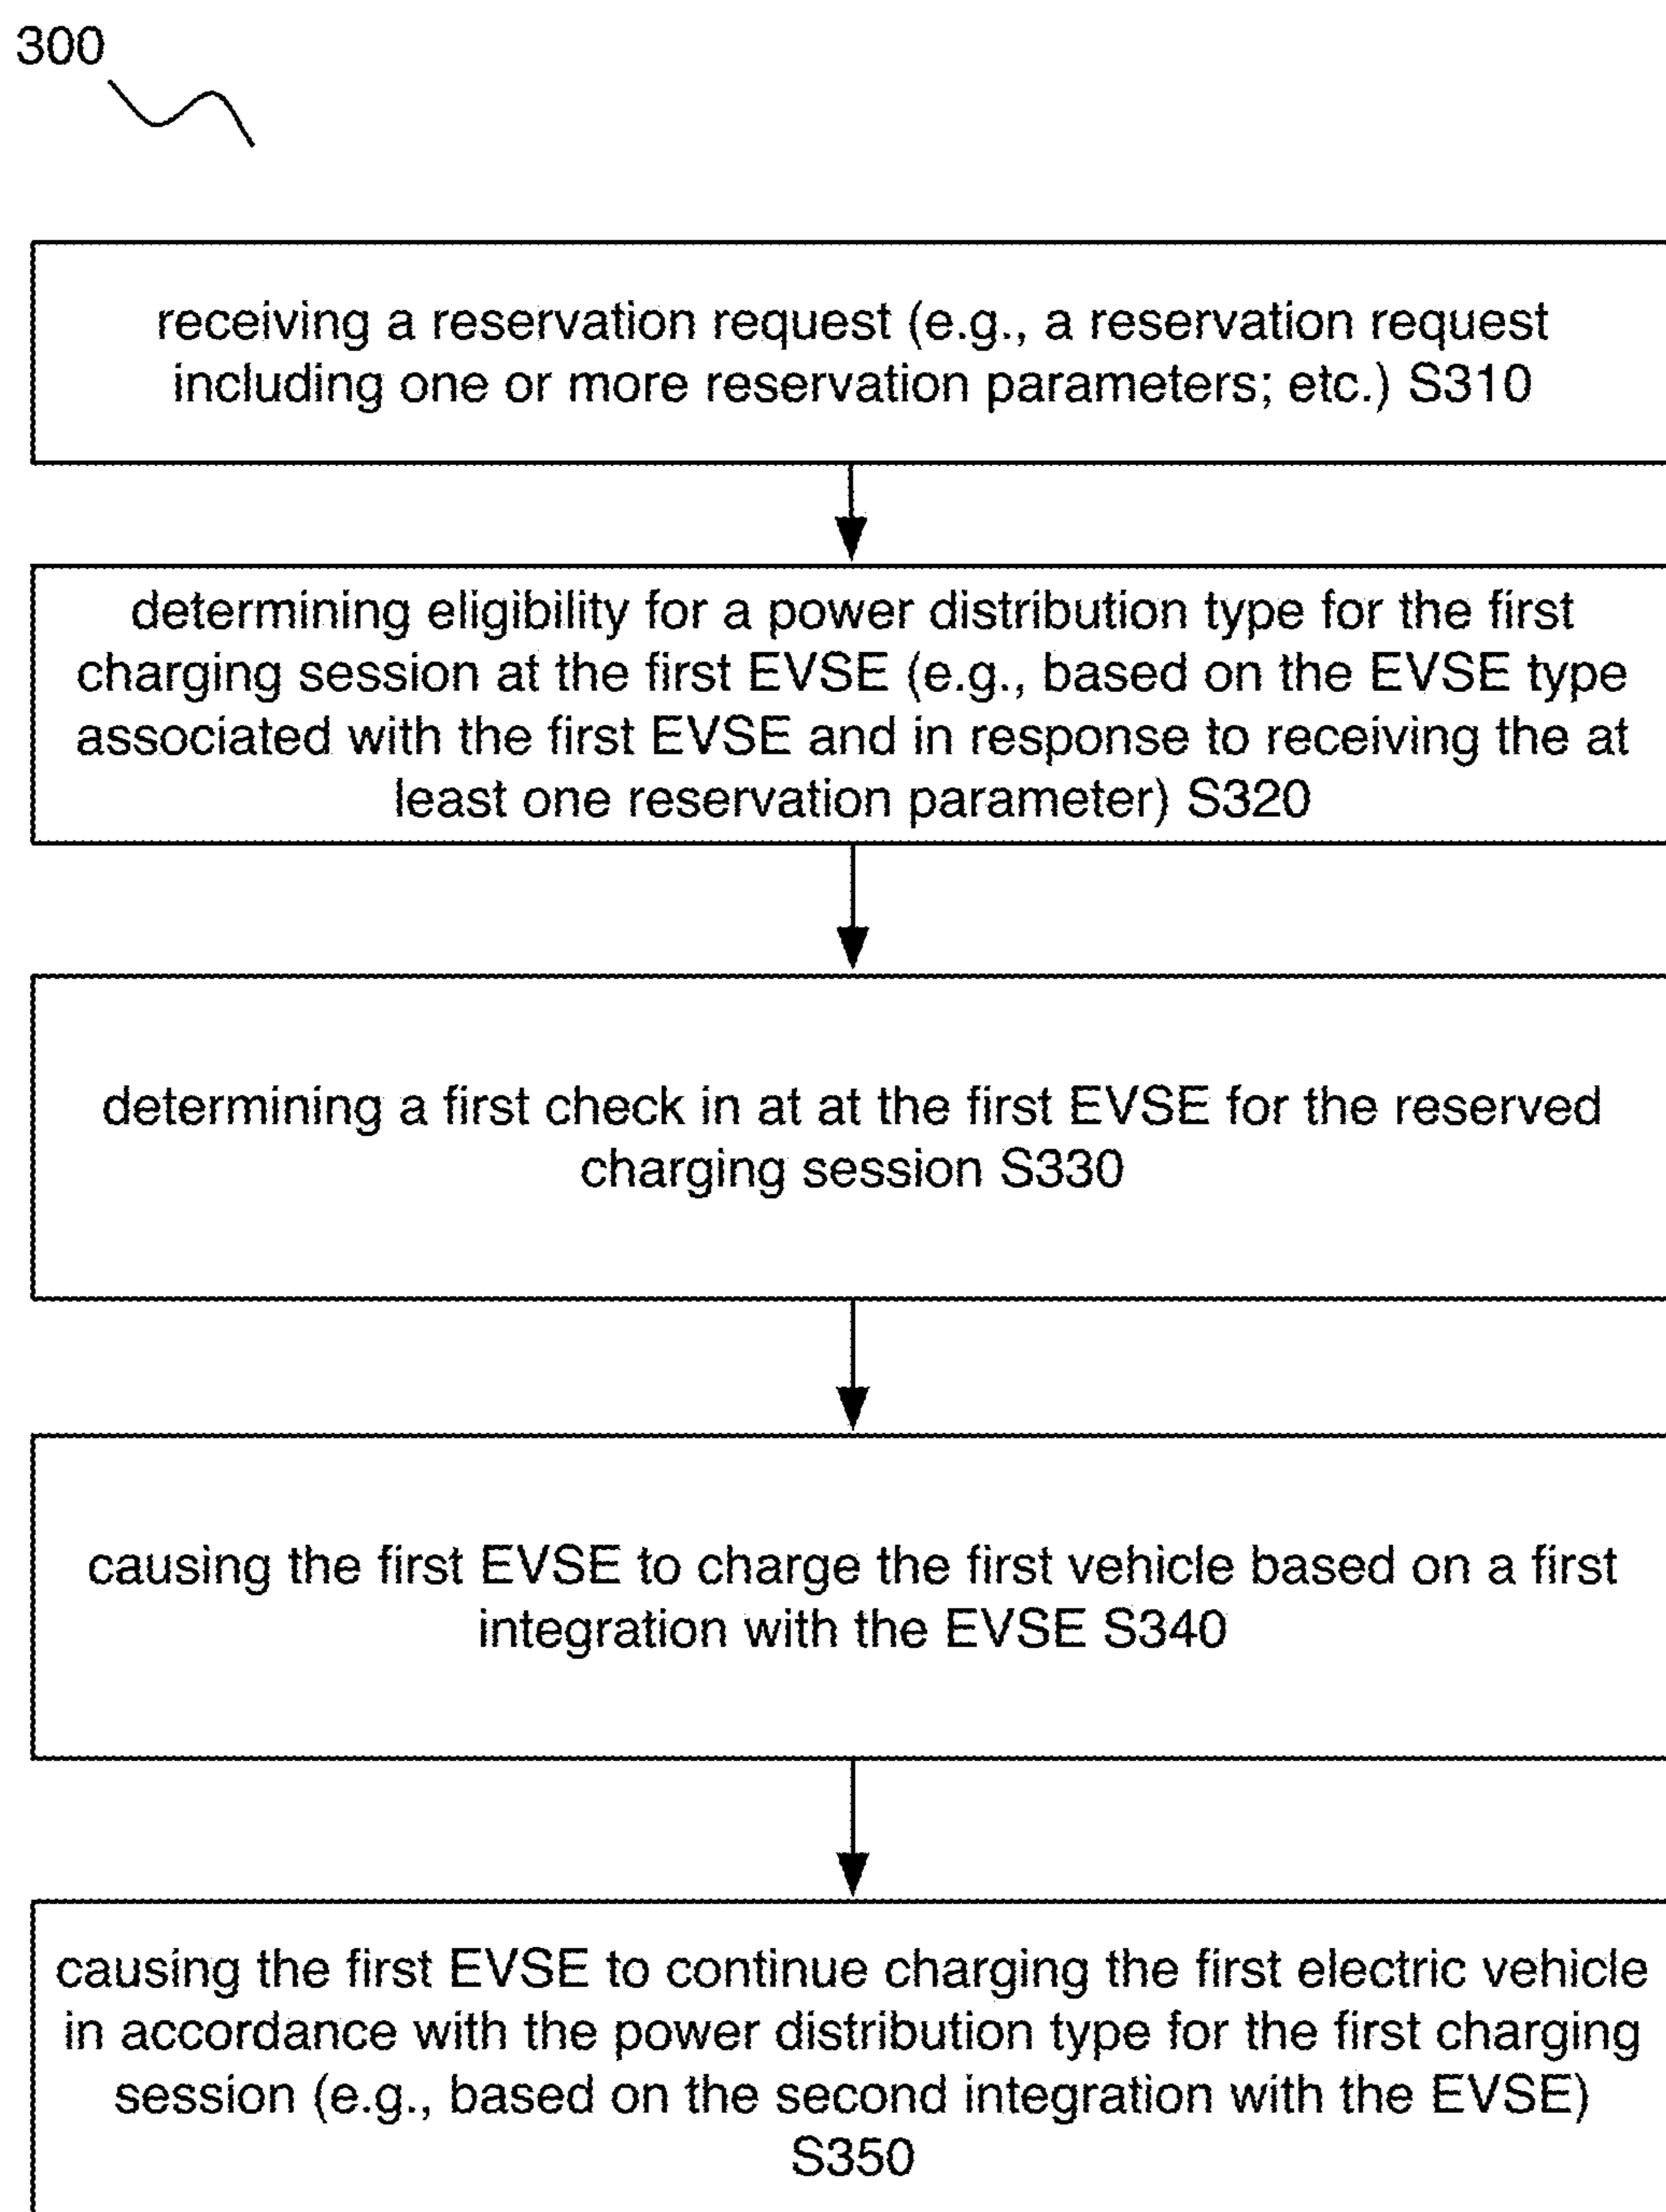 300
receiving a reservation request (e.g., a reservation request
including one or more reservation parameters; etc.) S310
determining eligibility for a power distribution type for the first
charging session at the first EVSE (e.g., based on the EVSE type
associated with the first EVSE and in response to receiving the at
least one reservation parameter) S320
determining a first check in at at the first EVSE for the reserved
charging session S330
causing the first EVSE to charge the first vehicle based on a first
integration with the EVSE S340
causing the first EVSE to continue charging the first electric vehicle
in accordance with the power distribution type for the first charging
session (e.g., based on the second integration with the EVSE)
S350